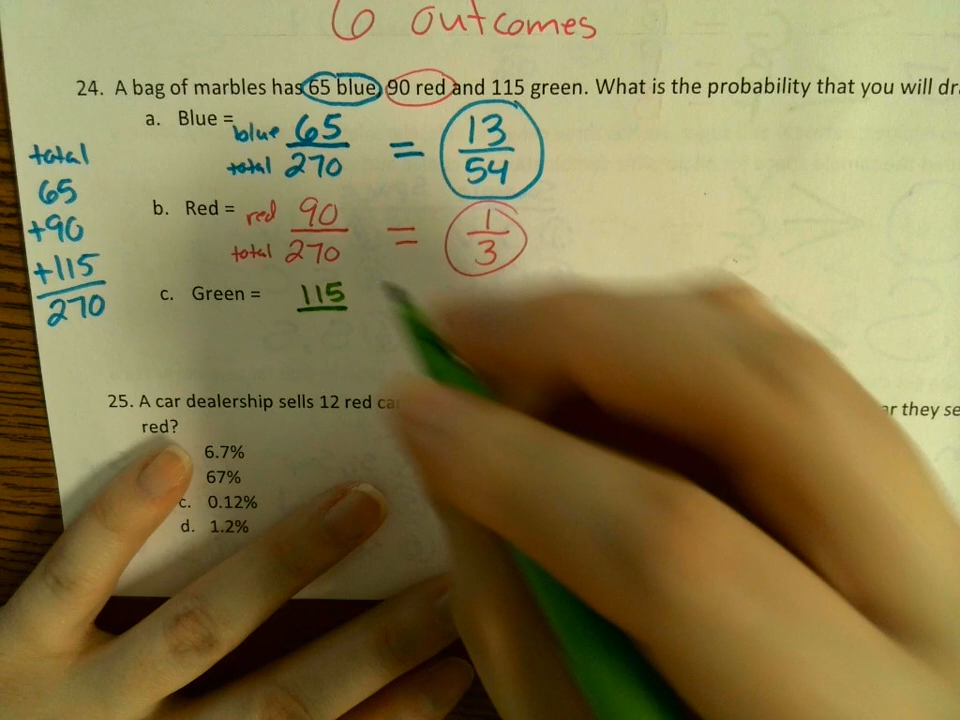 6 outcomes
24. A bag of marbles has 65 blue, 90 red and 115 green. What is the probability that you will
a. Blue = blue 65 / total 270 = 13/54
total
65
+90
+115
270
b. Red = red 90 / total 270 = 1/3
c. Green = 115
25. A car dealership sells 12 red they
red?
6.7%
67%
c. 0.12%
d. 1.2%